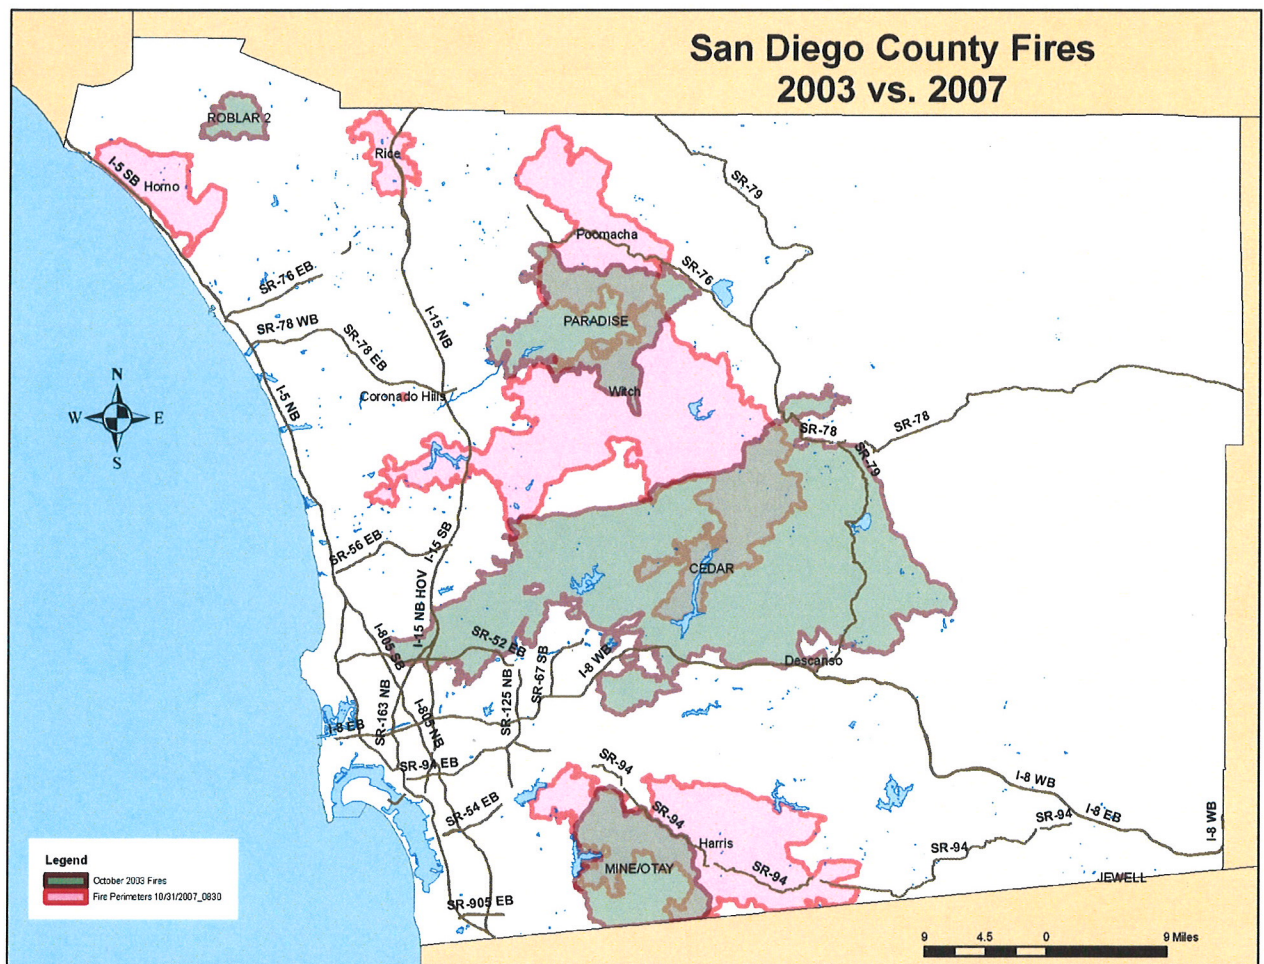 San Diego County Fires
2003 vs. 2007
ROBLAR 2
Rice
I-5 SB
Horno
SR-79
Poomacha
SR-76
SR-76 EB
SR-78 WB
SR-78 EB
I-15 NB
PARADISE
N
W
E
S
I-5 NB
Coronado Hills
Witch
SR-78
SR-78
SR-79
SR-56 EB
I-15 SB
CEDAR
I-15 NB HOV
I-805 SB
SR-52 EB
SR-67 SB
I-8 WB
Descanso
SR-163 NB
I-805 NB
SR-125 NB
I-8 EB
SR-94 EB
SR-94
I-8 WB
SR-54 EB
SR-94
Harris
I-8 EB
SR-94
I-8 WB
SR-94
MINE/OTAY
SR-94
JEWELL
SR-905 EB
Legend
October 2003 Fires
Fire Perimeters 10/31/2007_0830
9 4.5 0 9 Miles